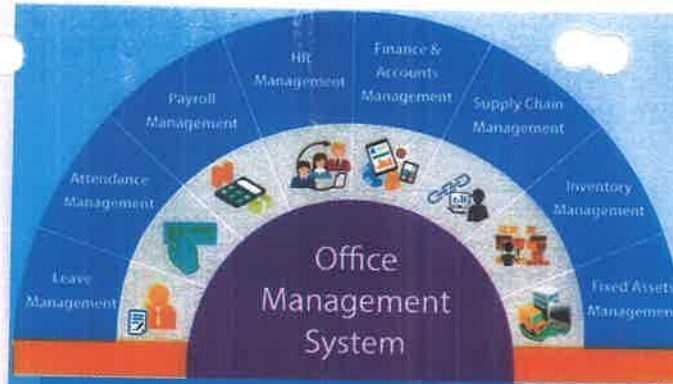 Leave
Management
Attendance
Management
Payroll
Management
HR
Management
Finance &
Accounts
Management
Supply Chain
Management
Inventory
Management
Fixed Assets
Management
Office
Management
System